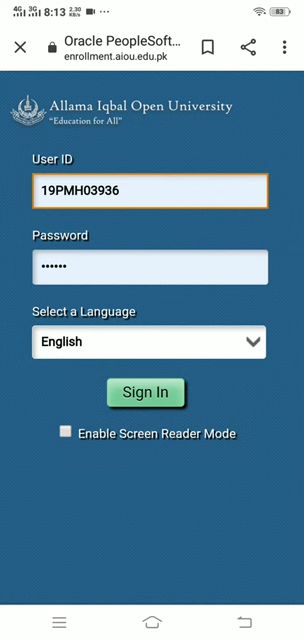 4G 3G 8:13 2.30 KB/s ··· 83
Oracle PeopleSoft...
enrollment.aiou.edu.pk
Allama Iqbal Open University
"Education for All"
User ID
19PMH03936
Password
••••••
Select a Language
English
Sign In
Enable Screen Reader Mode